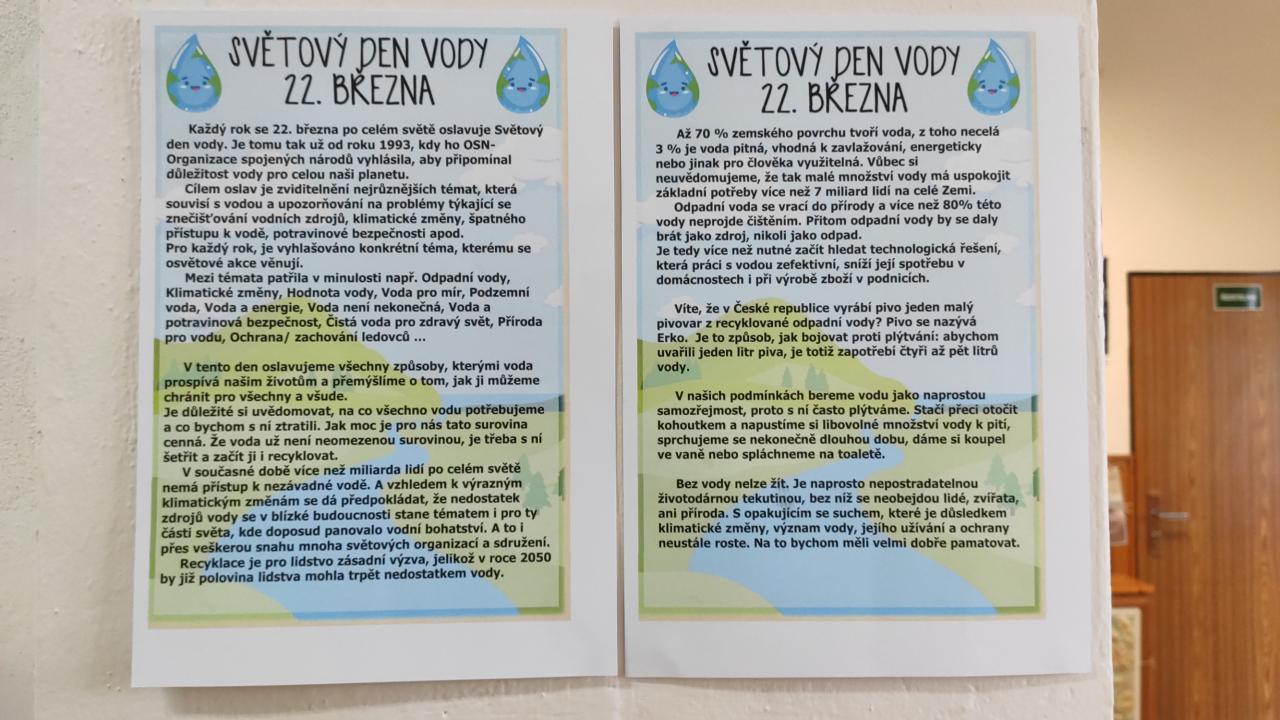 SVĚTOVÝ DEN VODY
22. BŘEZNA
Každý rok se 22. března po celém světě oslavuje Světový
den vody. Je tomu tak už od roku 1993, kdy ho OSN-
Organizace spojených národů vyhlásila, aby připomínal
důležitost vody pro celou naši planetu.
Cílem oslav je zviditelnění nejrůznějších témat, která
souvisí s vodou a upozorňování na problémy týkající se
znečišťování vodních zdrojů, klimatické změny, špatného
přístupu k vodě, potravinové bezpečnosti apod.
Pro každý rok, je vyhlašováno konkrétní téma, kterému se
osvětové akce věnují.
Mezi témata patřila v minulosti např. Odpadní vody,
Klimatické změny, Hodnota vody, Voda pro mír, Podzemní
voda, Voda a energie, Voda není nekonečná, Voda a
potravinová bezpečnost, Čistá voda pro zdravý svět, Příroda
pro vodu, Ochrana/ zachování ledovců ...
V tento den oslavujeme všechny způsoby, kterými voda
prospívá našim životům a přemýšlíme o tom, jak ji můžeme
chránit pro všechny a všude.
Je důležité si uvědomovat, na co všechno vodu potřebujeme
a co bychom s ní ztratili. Jak moc je pro nás tato surovina
cenná. Že voda už není neomezenou surovinou, je třeba s ní
šetřit a začít ji i recyklovat.
V současné době více než miliarda lidí po celém světě
nemá přístup k nezávadné vodě. A vzhledem k výrazným
klimatickým změnám se dá předpokládat, že nedostatek
zdrojů vody se v blízké budoucnosti stane tématem i pro ty
části světa, kde doposud panovalo vodní bohatství. A to i
přes veškerou snahu mnoha světových organizací a sdružení.
Recyklace je pro lidstvo zásadní výzva, jelikož v roce 2050
by již polovina lidstva mohla trpět nedostatkem vody.
SVĚTOVÝ DEN VODY
22. BŘEZNA
Až 70 % zemského povrchu tvoří voda, z toho necelá
3 % je voda pitná, vhodná k zavlažování, energeticky
nebo jinak pro člověka využitelná. Vůbec si
neuvědomujeme, že tak malé množství vody má uspokojit
základní potřeby více než 7 miliard lidí na celé Zemi.
Odpadní voda se vrací do přírody a více než 80% této
vody neprojde čištěním. Přitom odpadní vody by se daly
brát jako zdroj, nikoli jako odpad.
Je tedy více než nutné začít hledat technologická řešení,
která práci s vodou zefektivní, sníží její spotřebu v
domácnostech i při výrobě zboží v podnicích.
Víte, že v České republice vyrábí pivo jeden malý
pivovar z recyklované odpadní vody? Pivo se nazývá
Erko. Je to způsob, jak bojovat proti plýtvání: abychom
uvařili jeden litr piva, je totiž zapotřebí čtyři až pět litrů
vody.
V našich podmínkách bereme vodu jako naprostou
samozřejmost, proto s ní často plýtváme. Stačí přeci otočit
kohoutkem a napustíme si libovolné množství vody k pití,
sprchujeme se nekonečně dlouhou dobu, dáme si koupel
ve vaně nebo spláchneme na toaletě.
Bez vody nelze žít. Je naprosto nepostradatelnou
životodárnou tekutinou, bez níž se neobejdou lidé, zvířata,
ani příroda. S opakujícím se suchem, které je důsledkem
klimatické změny, význam vody, jejího užívání a ochrany
neustále roste. Na to bychom měli velmi dobře pamatovat.